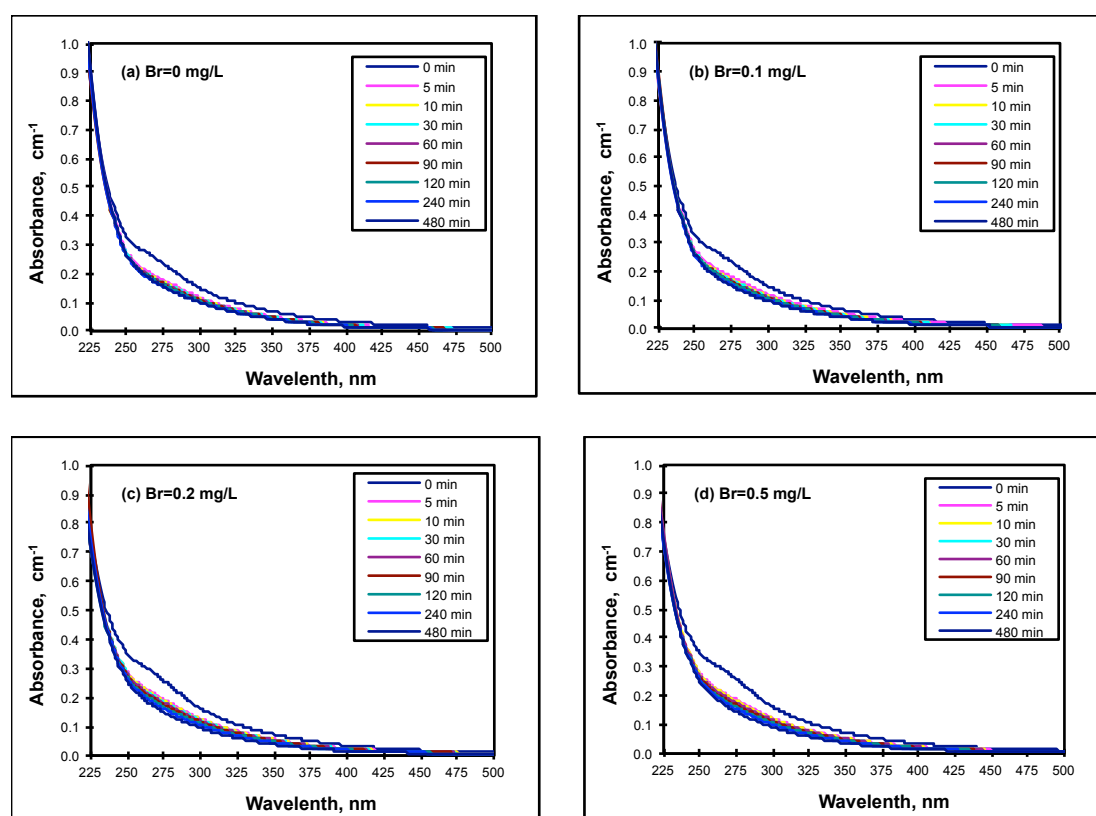 (a) Br=0 mg/L
Absorbance, cm-1
1.0
0.9
0.8
0.7
0.6
0.5
0.4
0.3
0.2
0.1
0.0
225 250 275 300 325 350 375 400 425 450 475 500
Wavelenth, nm
0 min
5 min
10 min
30 min
60 min
90 min
120 min
240 min
480 min
(b) Br=0.1 mg/L
Absorbance, cm-1
1.0
0.9
0.8
0.7
0.6
0.5
0.4
0.3
0.2
0.1
0.0
225 250 275 300 325 350 375 400 425 450 475 500
Wavelenth, nm
0 min
5 min
10 min
30 min
60 min
90 min
120 min
240 min
480 min
(c) Br=0.2 mg/L
Absorbance, cm-1
1.0
0.9
0.8
0.7
0.6
0.5
0.4
0.3
0.2
0.1
0.0
225 250 275 300 325 350 375 400 425 450 475 500
Wavelenth, nm
0 min
5 min
10 min
30 min
60 min
90 min
120 min
240 min
480 min
(d) Br=0.5 mg/L
Absorbance, cm-1
1.0
0.9
0.8
0.7
0.6
0.5
0.4
0.3
0.2
0.1
0.0
225 250 275 300 325 350 375 400 425 450 475 500
Wavelenth, nm
0 min
5 min
10 min
30 min
60 min
90 min
120 min
240 min
480 min